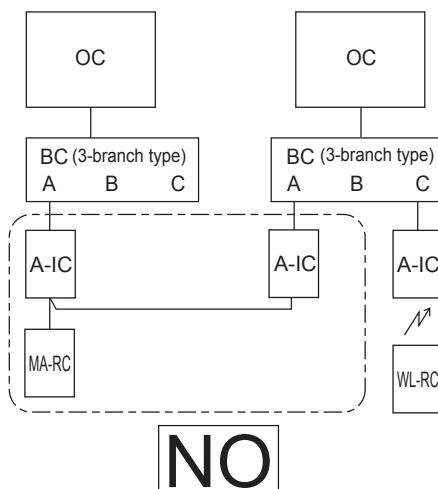 OC OC
BC (3-branch type) BC (3-branch type)
A B C A B C
A-IC A-IC A-IC
MA-RC WL-RC
NO